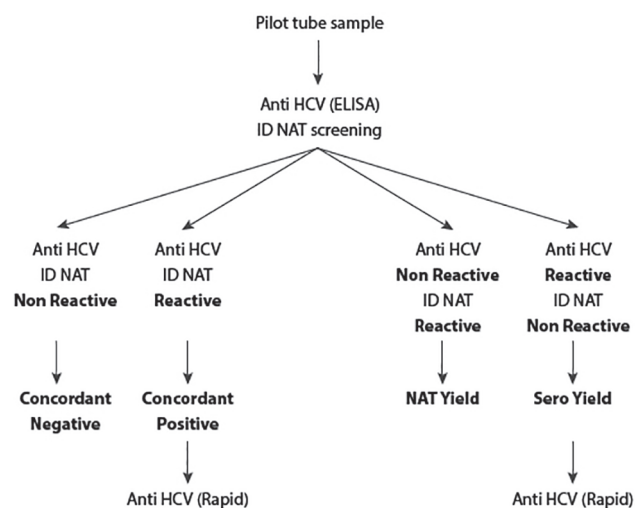 Pilot tube sample
Anti HCV (ELISA)
ID NAT screening
Anti HCV
ID NAT
Non Reactive
Concordant
Negative
Anti HCV
ID NAT
Reactive
Concordant
Positive
Anti HCV (Rapid)
Anti HCV
Non Reactive
ID NAT
Reactive
NAT Yield
Anti HCV
Reactive
ID NAT
Non Reactive
Sero Yield
Anti HCV (Rapid)